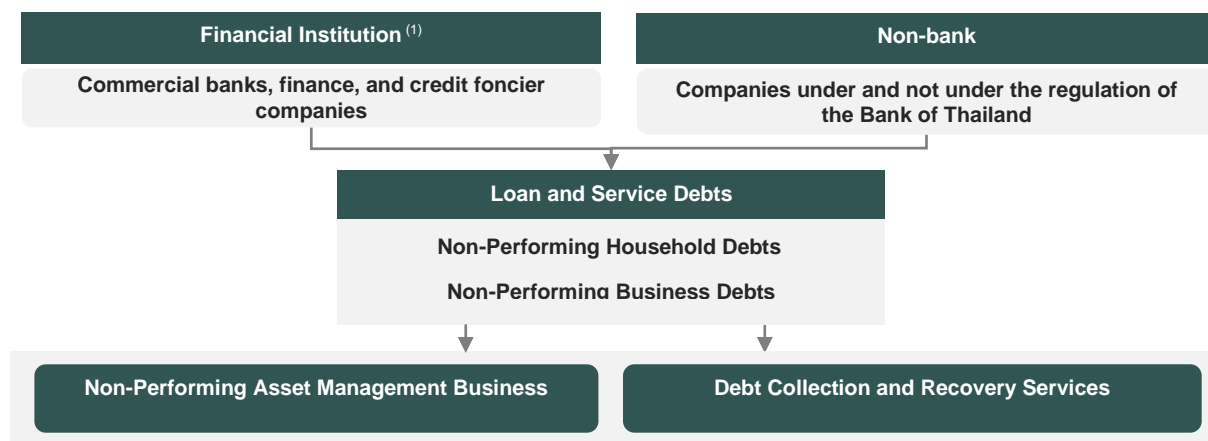 Financial Institution (1)
Commercial banks, finance, and credit foncier
companies
Non-bank
Companies under and not under the regulation of
the Bank of Thailand
Loan and Service Debts
Non-Performing Household Debts
Non-Performing Business Debts
Non-Performing Asset Management Business
Debt Collection and Recovery Services